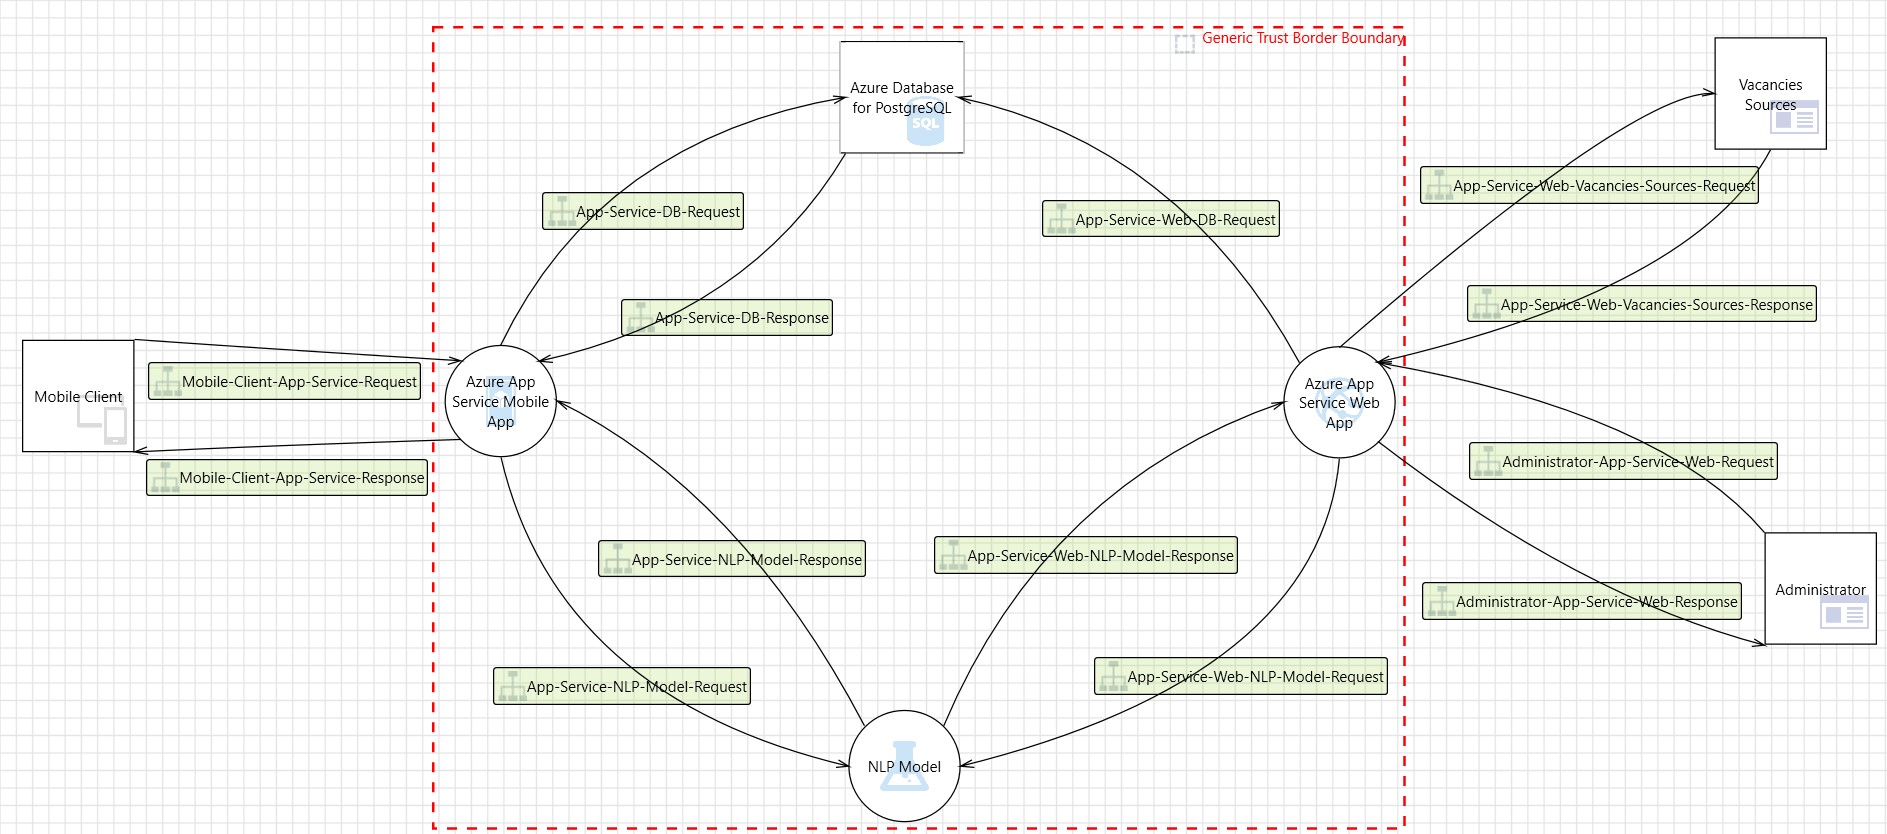 Generic Trust Border Boundary
Azure Database
for PostgreSQL
SQL
Vacancies
Sources
App-Service-Web-Vacancies-Sources-Request
App-Service-DB-Request
App-Service-Web-DB-Request
App-Service-Web-Vacancies-Sources-Response
App-Service-DB-Response
Mobile Client
Mobile-Client-App-Service-Request
Azure App
Service Mobile
App
Azure App
Service Web
App
Mobile-Client-App-Service-Response
Administrator-App-Service-Web-Request
App-Service-NLP-Model-Response
App-Service-Web-NLP-Model-Response
Administrator
Administrator-App-Service-Web-Response
App-Service-NLP-Model-Request
App-Service-Web-NLP-Model-Request
NLP Model